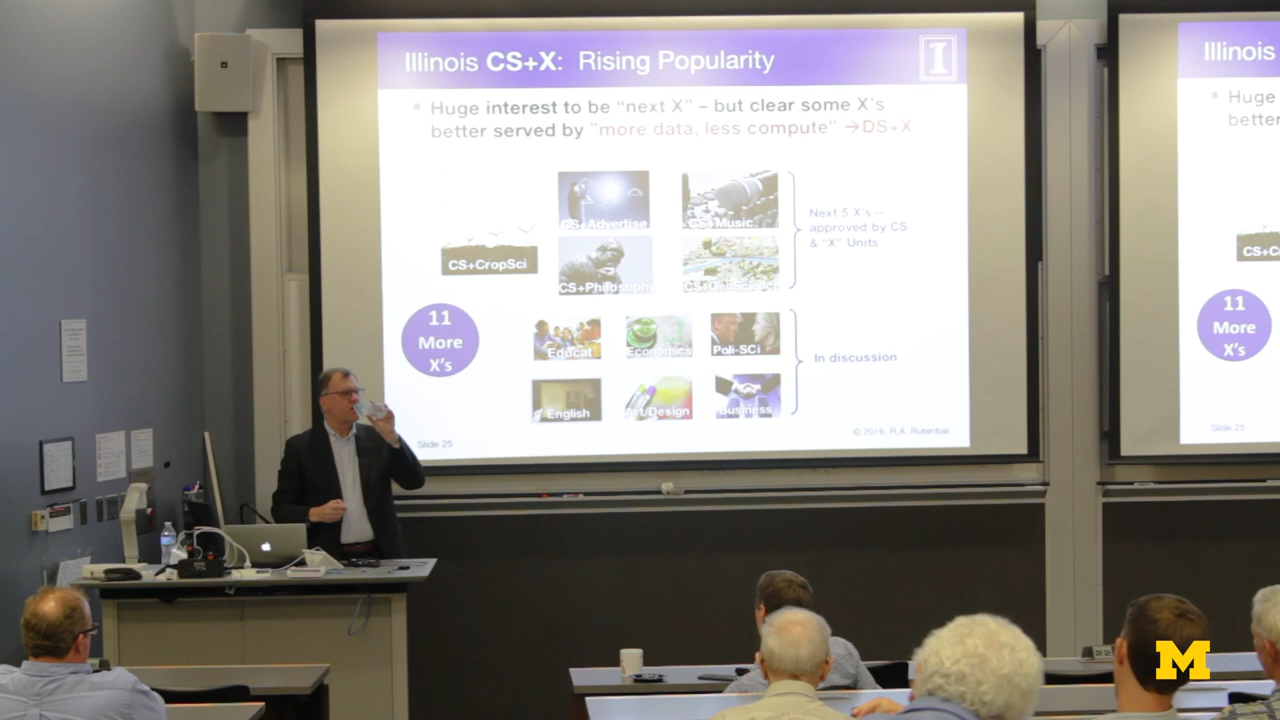 Illinois CS+X: Rising Popularity
I
Huge interest to be “next X” – but clear some X's
better served by “more data, less compute” →DS+X
CS+Advertise
CS+Music
Next 5 X's --
approved by CS
& “X” Units
CS+CropSci
CS+Philosophy
11
More
X's
Educat
Economics
Poli-SCi
In discussion
English
Art/Design
Business
Slide 25
© 2016, R.A. Rutenbar
Illinois
Huge
better
11
More
X's
Slide 25
M